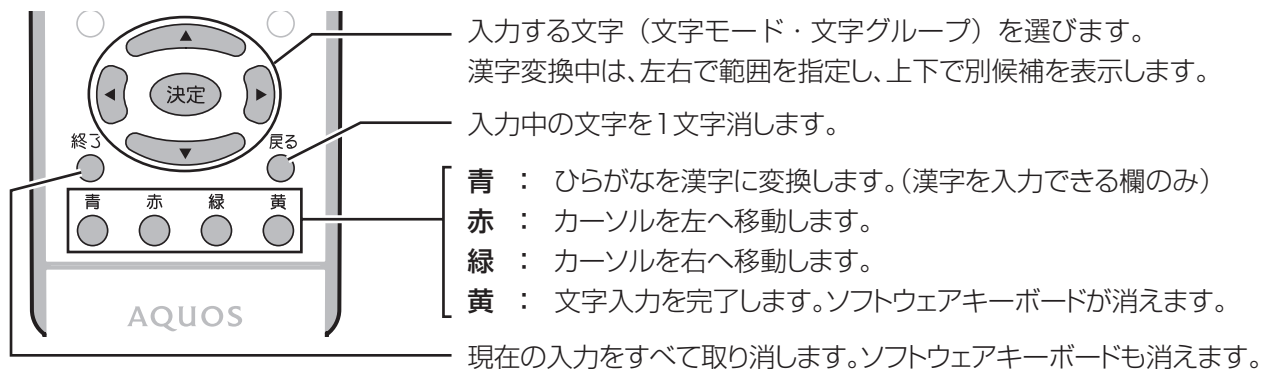 入力する文字（文字モード・文字グループ）を選びます。
漢字変換中は、左右で範囲を指定し、上下で別候補を表示します。
決定
入力中の文字を1文字消します。
終了
戻る
青 ： ひらがなを漢字に変換します。（漢字を入力できる欄のみ）
赤 ： カーソルを左へ移動します。
緑 ： カーソルを右へ移動します。
黄 ： 文字入力を完了します。ソフトウェアキーボードが消えます。
青 赤 緑 黄
AQUOS
現在の入力をすべて取り消します。ソフトウェアキーボードも消えます。